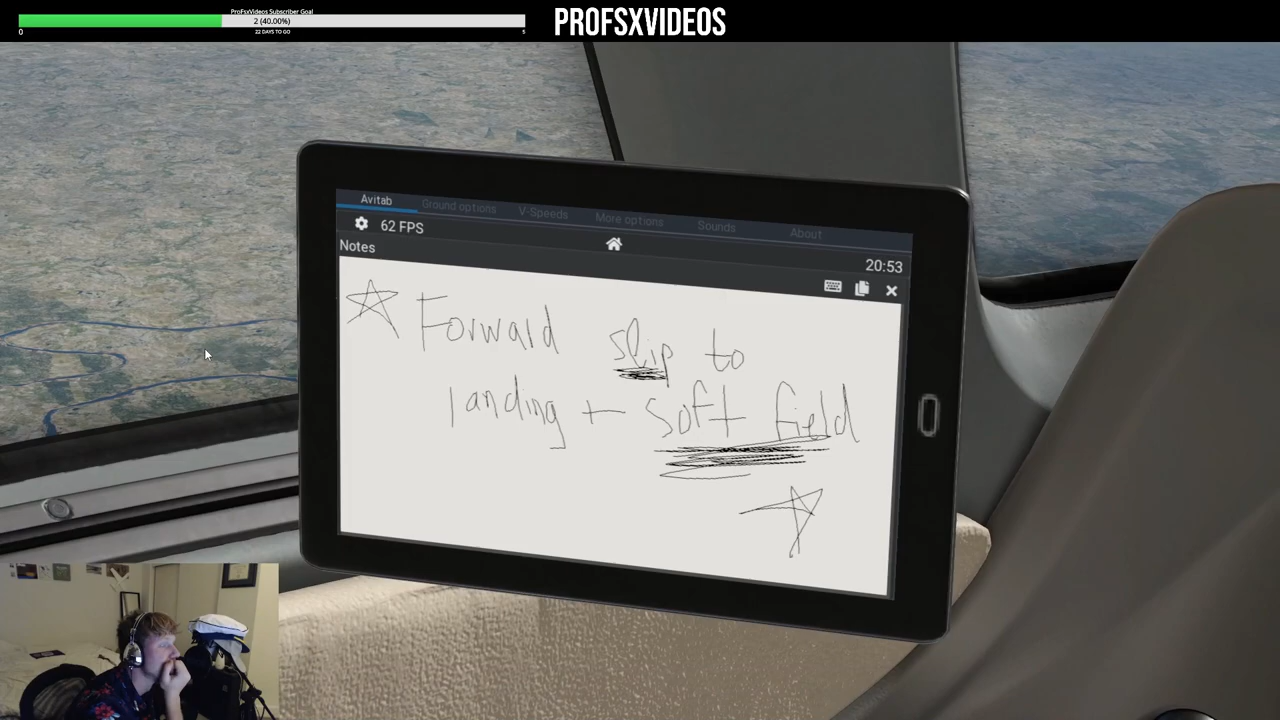 ProFsxVideos Subscriber Goal
2 (40.00%)
0
5
22 DAYS TO GO
PROFSXVIDEOS
Avitab
Ground options
V-Speeds
More options
Sounds
About
62 FPS
20:53
Notes
Forward slip to
landing + soft field